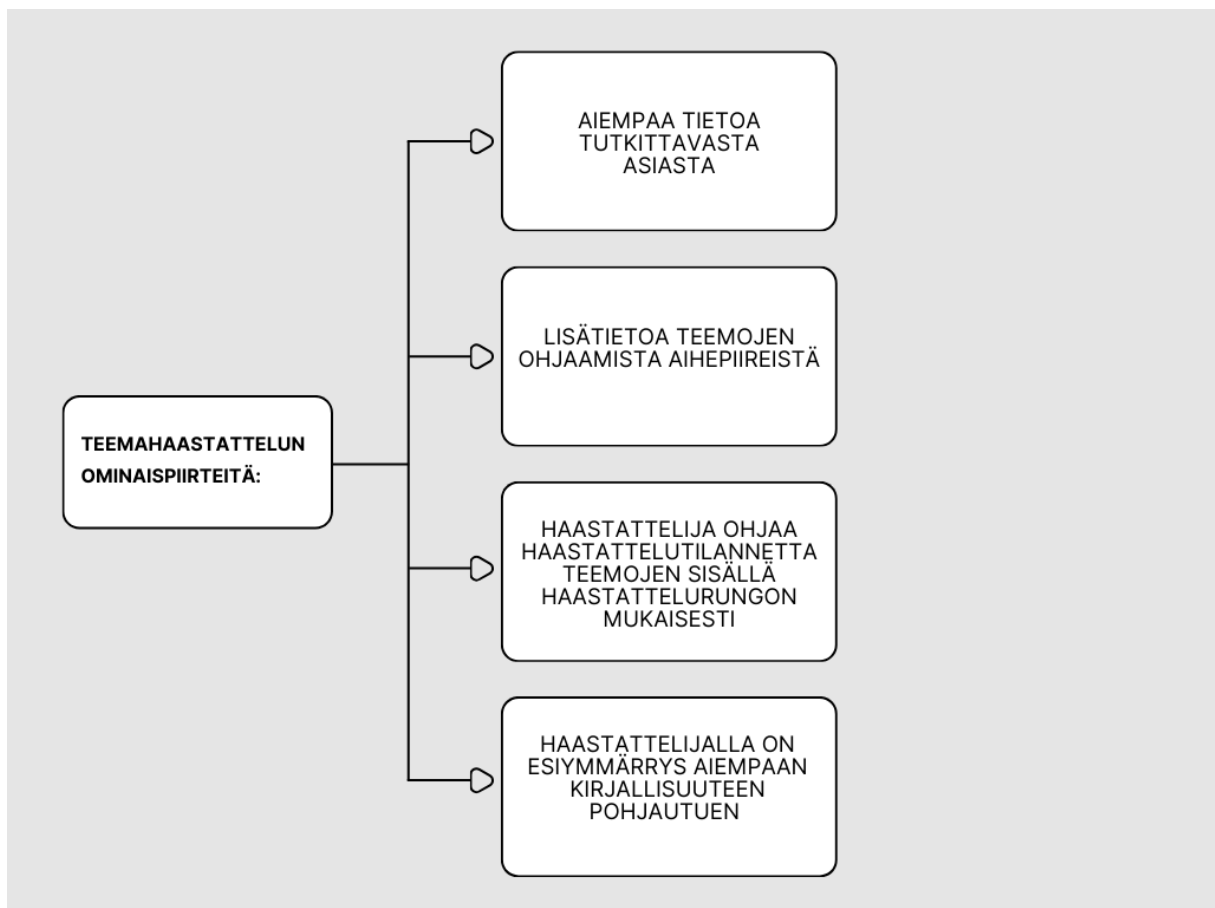 AIEMPAA TIETOA
TUTKITTAVASTA
ASIASTA
LISÄTIETOA TEEMOJEN
OHJAAMISTA AIHEPIIREISTÄ
TEEMAHAASTATTELUN
OMINAISPIIRTEITÄ:
HAASTATTELIJA OHJAA
HAASTATTELUTILANNETTA
TEEMOJEN SISÄLLÄ
HAASTATTELURUNGON
MUKAISESTI
HAASTATTELIJALLA ON
ESIYMMÄRRYS AIEMPAAN
KIRJALLISUUTEEN
POHJAUTUEN